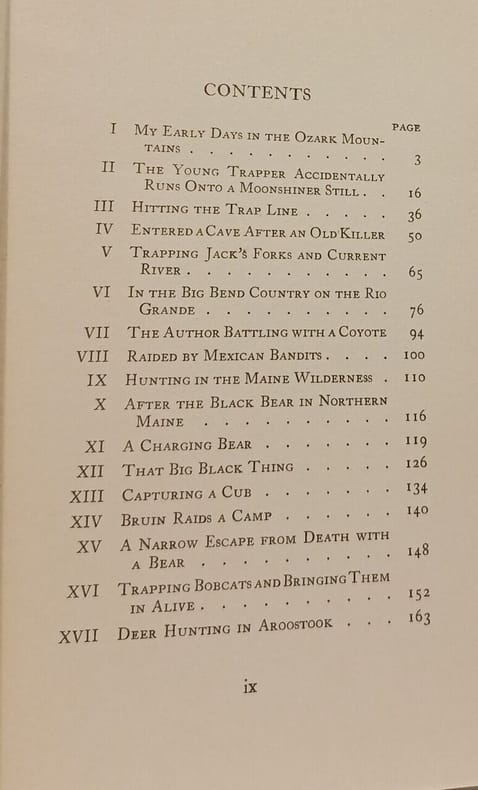 CONTENTS
PAGE
I My Early Days in the Ozark Moun-
tains . . . . . . . . . . . 3
II The Young Trapper Accidentally
Runs Onto a Moonshiner Still . . 16
III Hitting the Trap Line . . . . . 36
IV Entered a Cave After an Old Killer 50
V Trapping Jack's Forks and Current
River . . . . . . . . . . . 65
VI In the Big Bend Country on the Rio
Grande . . . . . . . . . . 76
VII The Author Battling with a Coyote 94
VIII Raided by Mexican Bandits . . . . 100
IX Hunting in the Maine Wilderness . 110
X After the Black Bear in Northern
Maine . . . . . . . . . . 116
XI A Charging Bear . . . . . . . 119
XII That Big Black Thing . . . . . 126
XIII Capturing a Cub . . . . . . . 134
XIV Bruin Raids a Camp . . . . . . 140
XV A Narrow Escape from Death with
a Bear . . . . . . . . . . 148
XVI Trapping Bobcats and Bringing Them
in Alive . . . . . . . . . . 152
XVII Deer Hunting in Aroostook . . . 163
ix